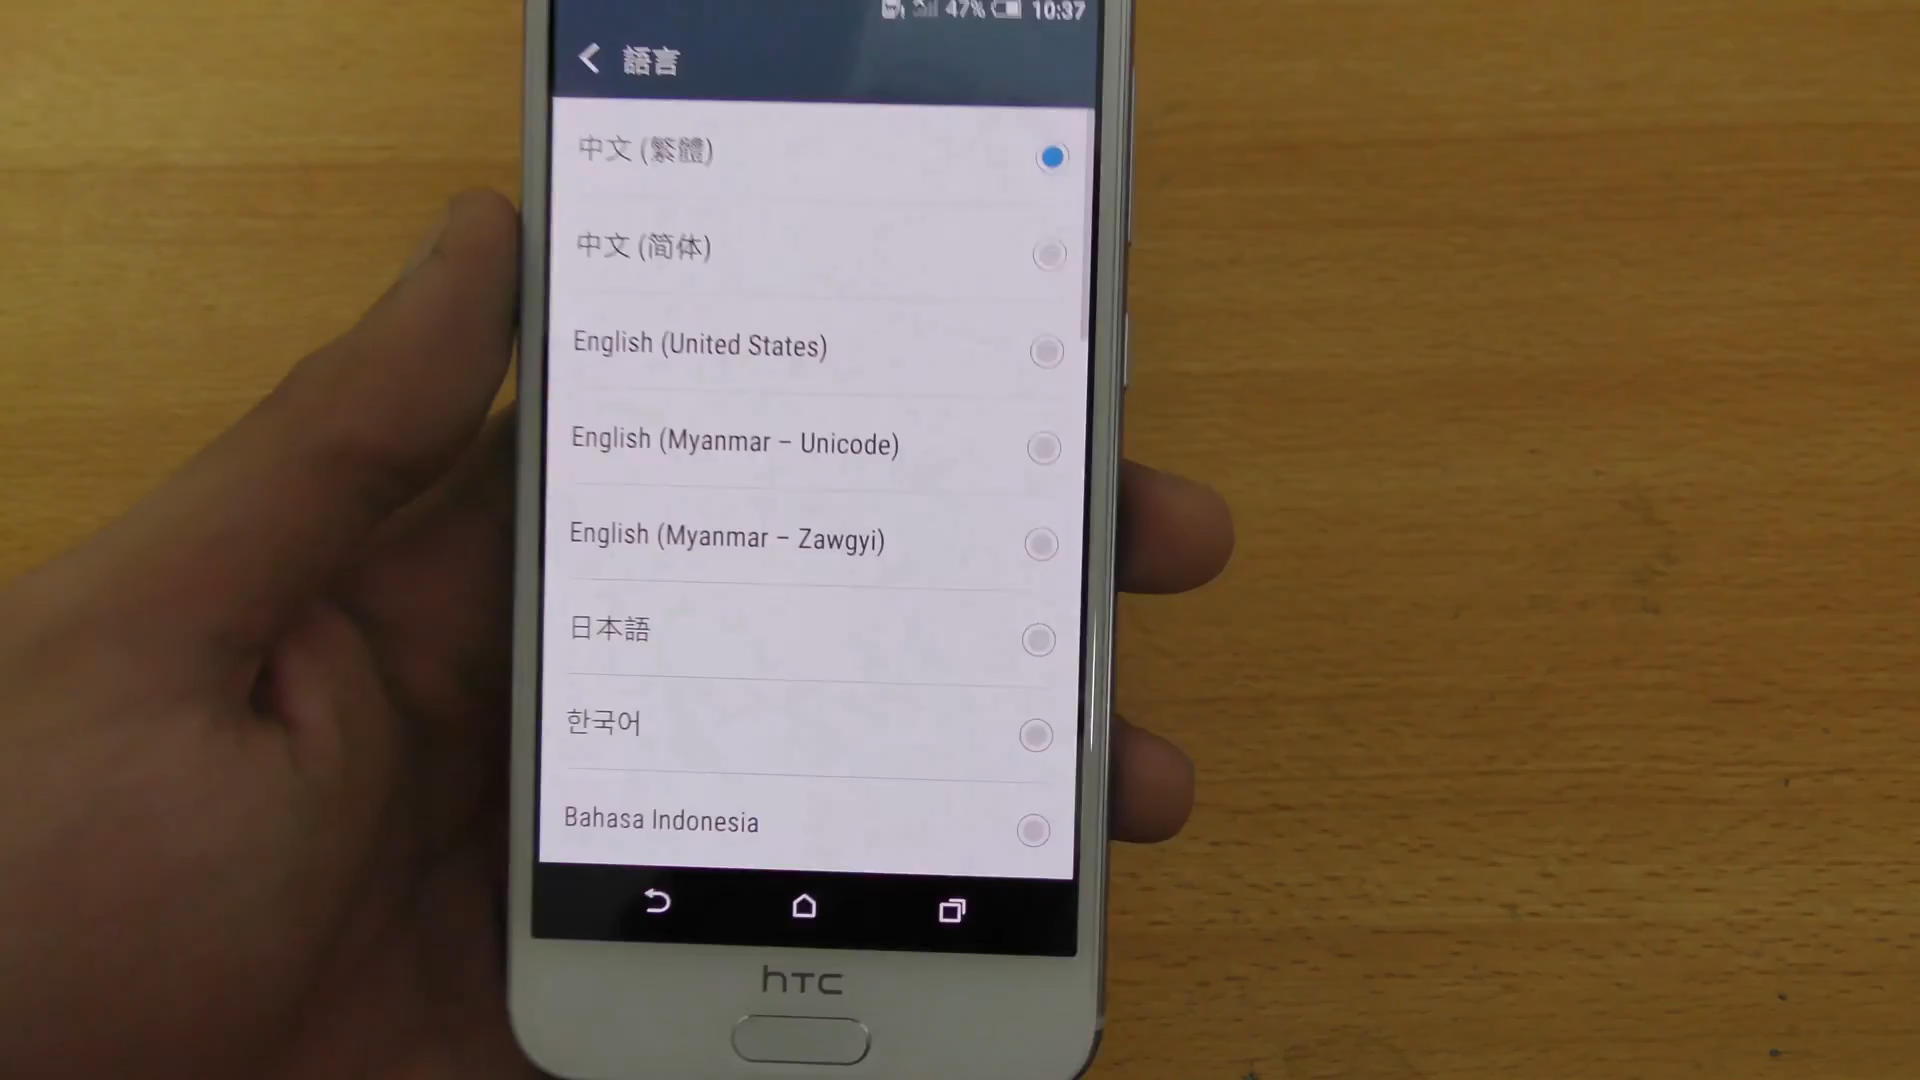 47% 10:37
語言
中文 (繁體)
中文 (简体)
English (United States)
English (Myanmar – Unicode)
English (Myanmar – Zawgyi)
日本語
한국어
Bahasa Indonesia
hTC